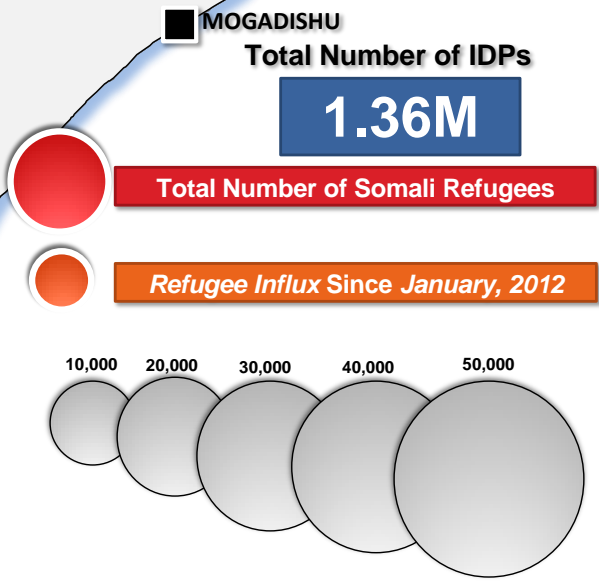 MOGADISHU
Total Number of IDPs
1.36M
Total Number of Somali Refugees
Refugee Influx Since January, 2012
10,000 20,000 30,000 40,000 50,000